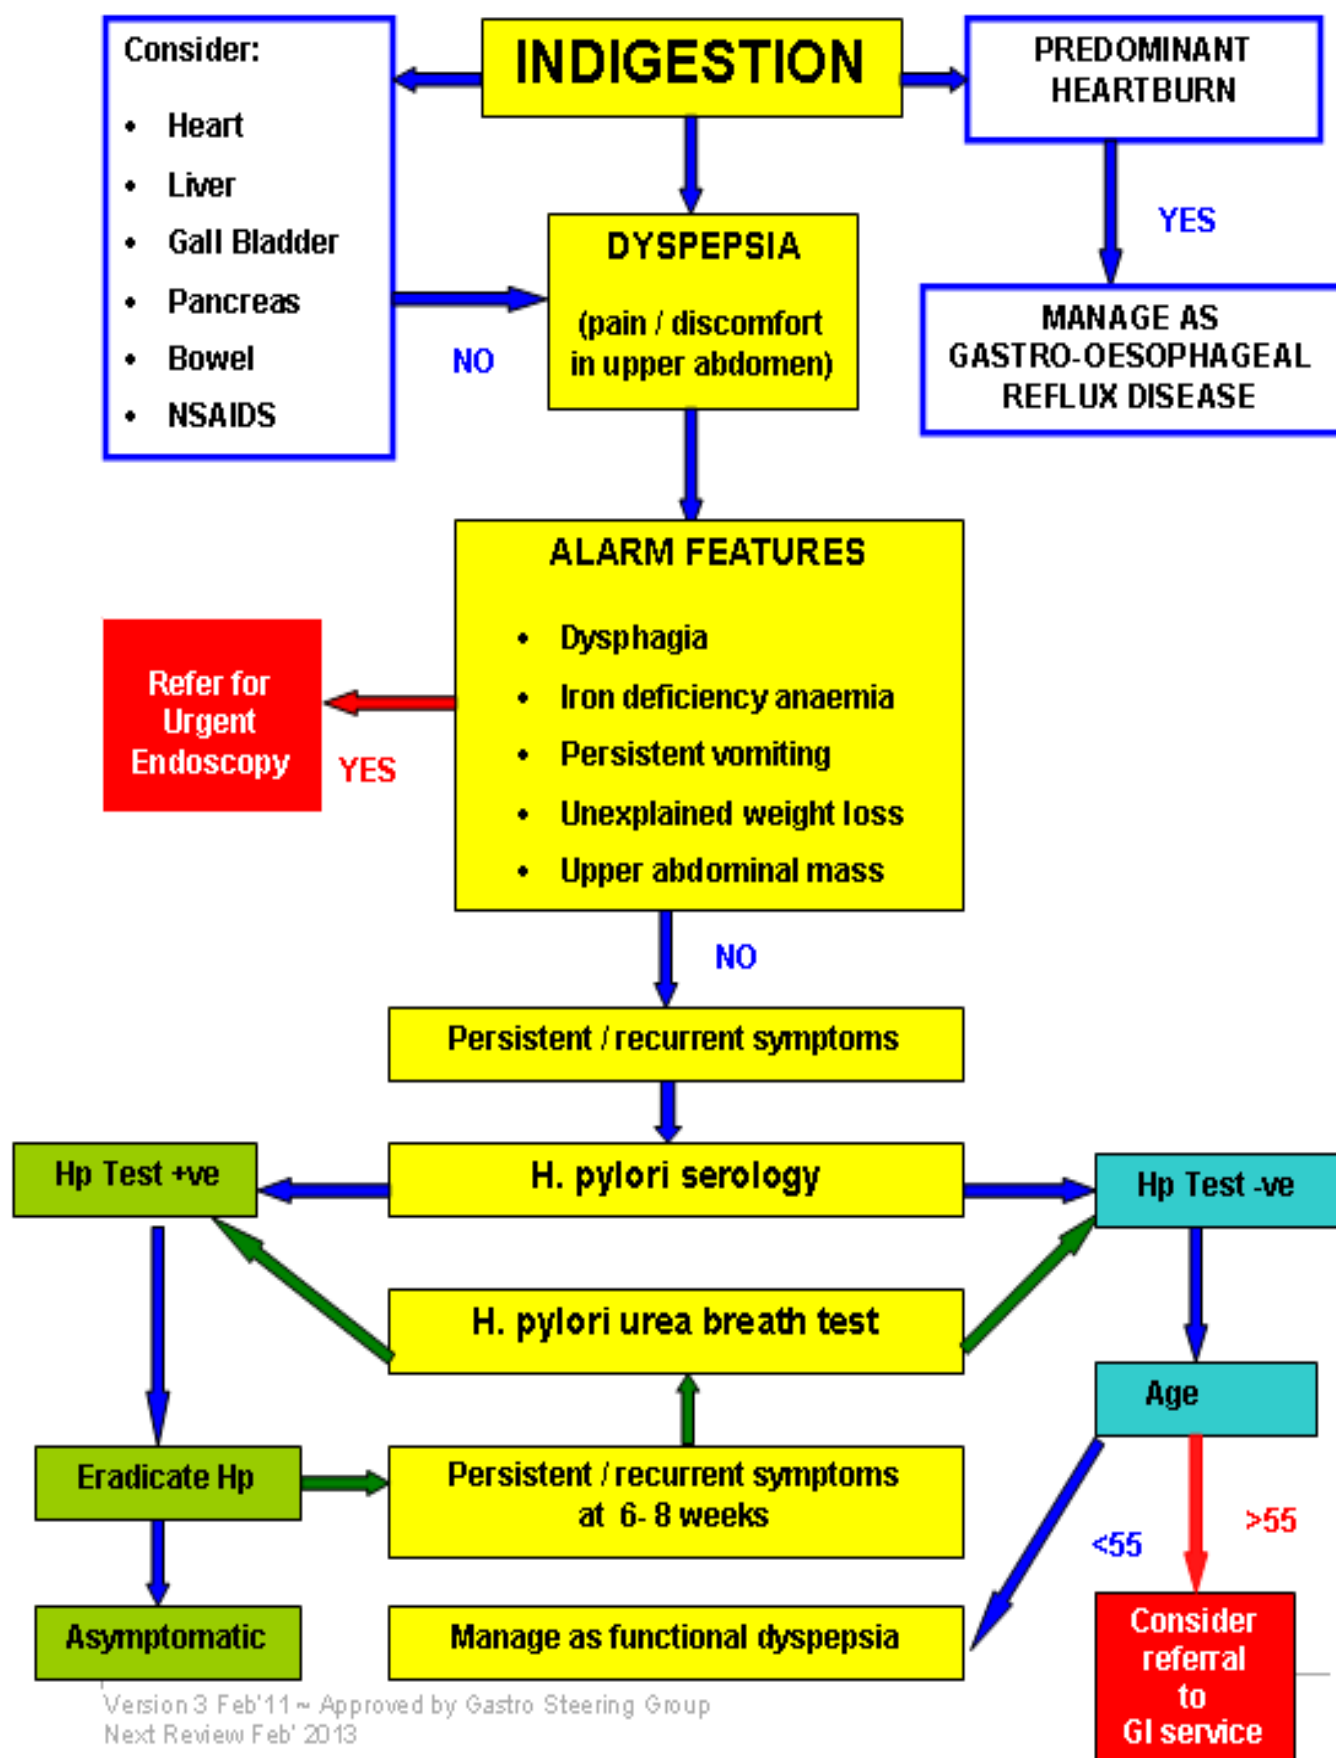 Consider:
• Heart
• Liver
• Gall Bladder
• Pancreas
• Bowel
• NSAIDS
INDIGESTION
PREDOMINANT
HEARTBURN
YES
MANAGE AS
GASTRO-OESOPHAGEAL
REFLUX DISEASE
NO
DYSPEPSIA
(pain / discomfort
in upper abdomen)
ALARM FEATURES
• Dysphagia
• Iron deficiency anaemia
• Persistent vomiting
• Unexplained weight loss
• Upper abdominal mass
YES
Refer for
Urgent
Endoscopy
NO
Persistent / recurrent symptoms
Hp Test +ve
H. pylori serology
Hp Test -ve
H. pylori urea breath test
Age
Eradicate Hp
Persistent / recurrent symptoms
at 6- 8 weeks
<55
>55
Asymptomatic
Manage as functional dyspepsia
Consider
referral
to
GI service
Version 3 Feb'11 ~ Approved by Gastro Steering Group
Next Review Feb' 2013